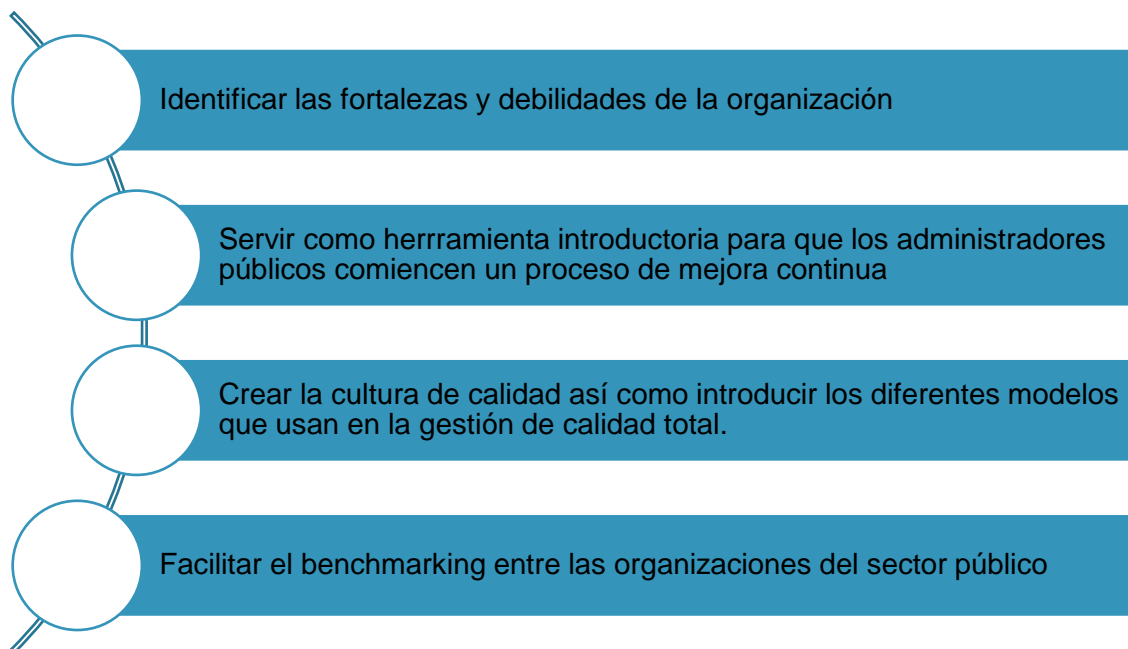 Identificar las fortalezas y debilidades de la organización
Servir como herrramienta introductoria para que los administradores
públicos comiencen un proceso de mejora continua
Crear la cultura de calidad así como introducir los diferentes modelos
que usan en la gestión de calidad total.
Facilitar el benchmarking entre las organizaciones del sector público